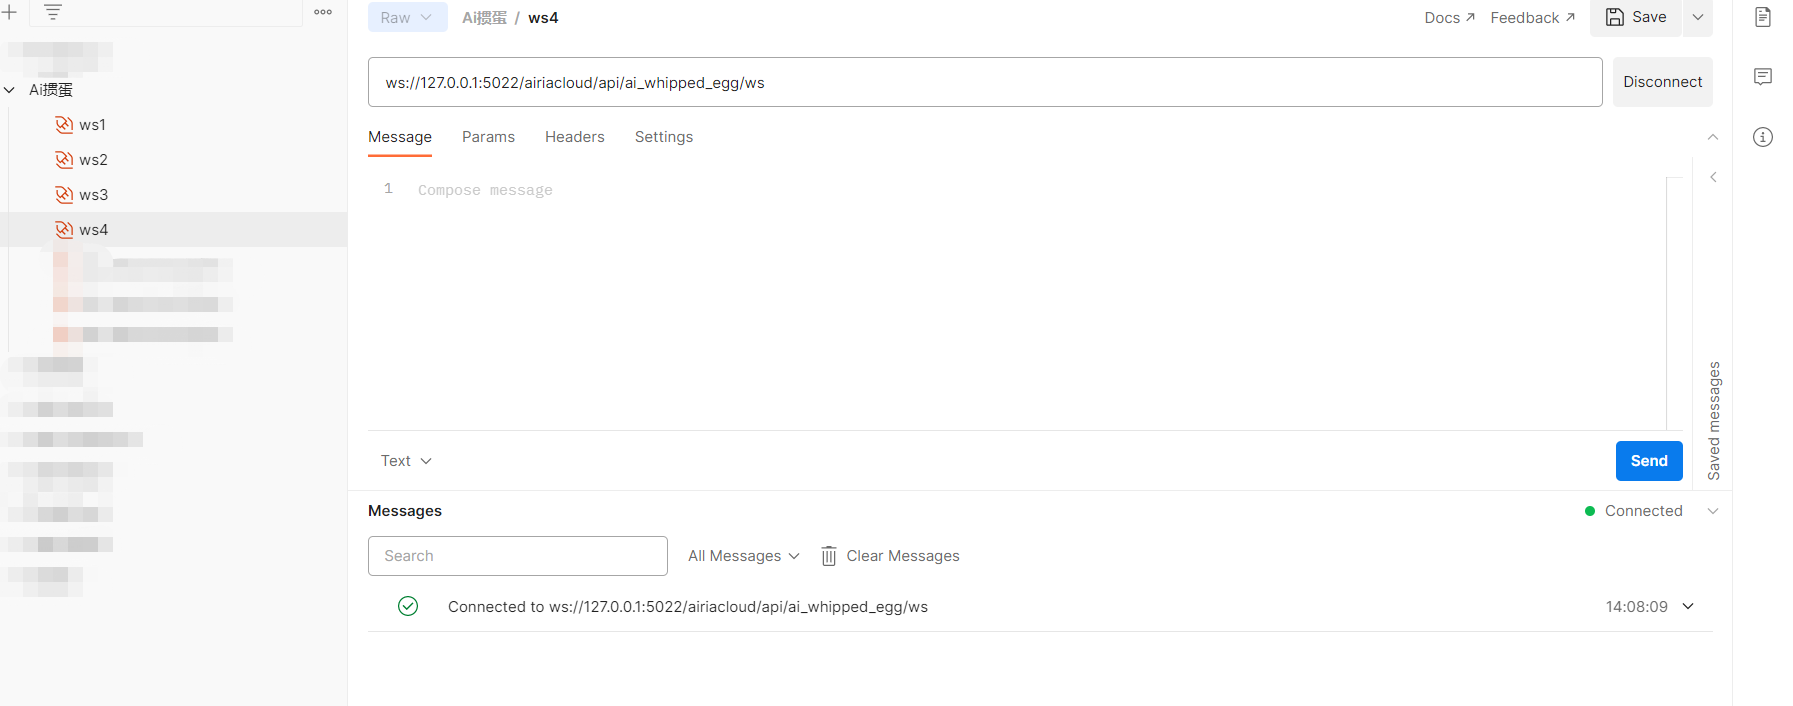 Raw
Ai掼蛋 / ws4
Docs
Feedback
Save
Ai掼蛋
ws1
ws2
ws3
ws4
ws://127.0.0.1:5022/airiacloud/api/ai_whipped_egg/ws
Disconnect
Message
Params
Headers
Settings
1
Compose message
Saved messages
Text
Send
Messages
Connected
Search
All Messages
Clear Messages
Connected to ws://127.0.0.1:5022/airiacloud/api/ai_whipped_egg/ws
14:08:09